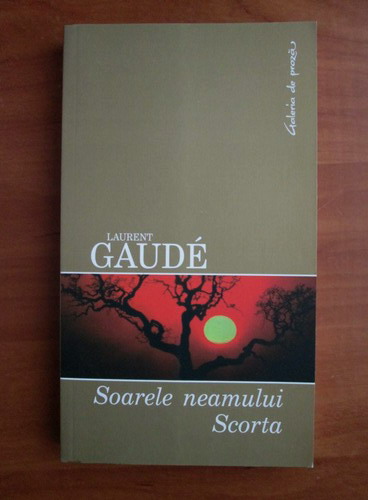 Galeria de proză
LAURENT
GAUDÉ
Soarele neamului
Scorta